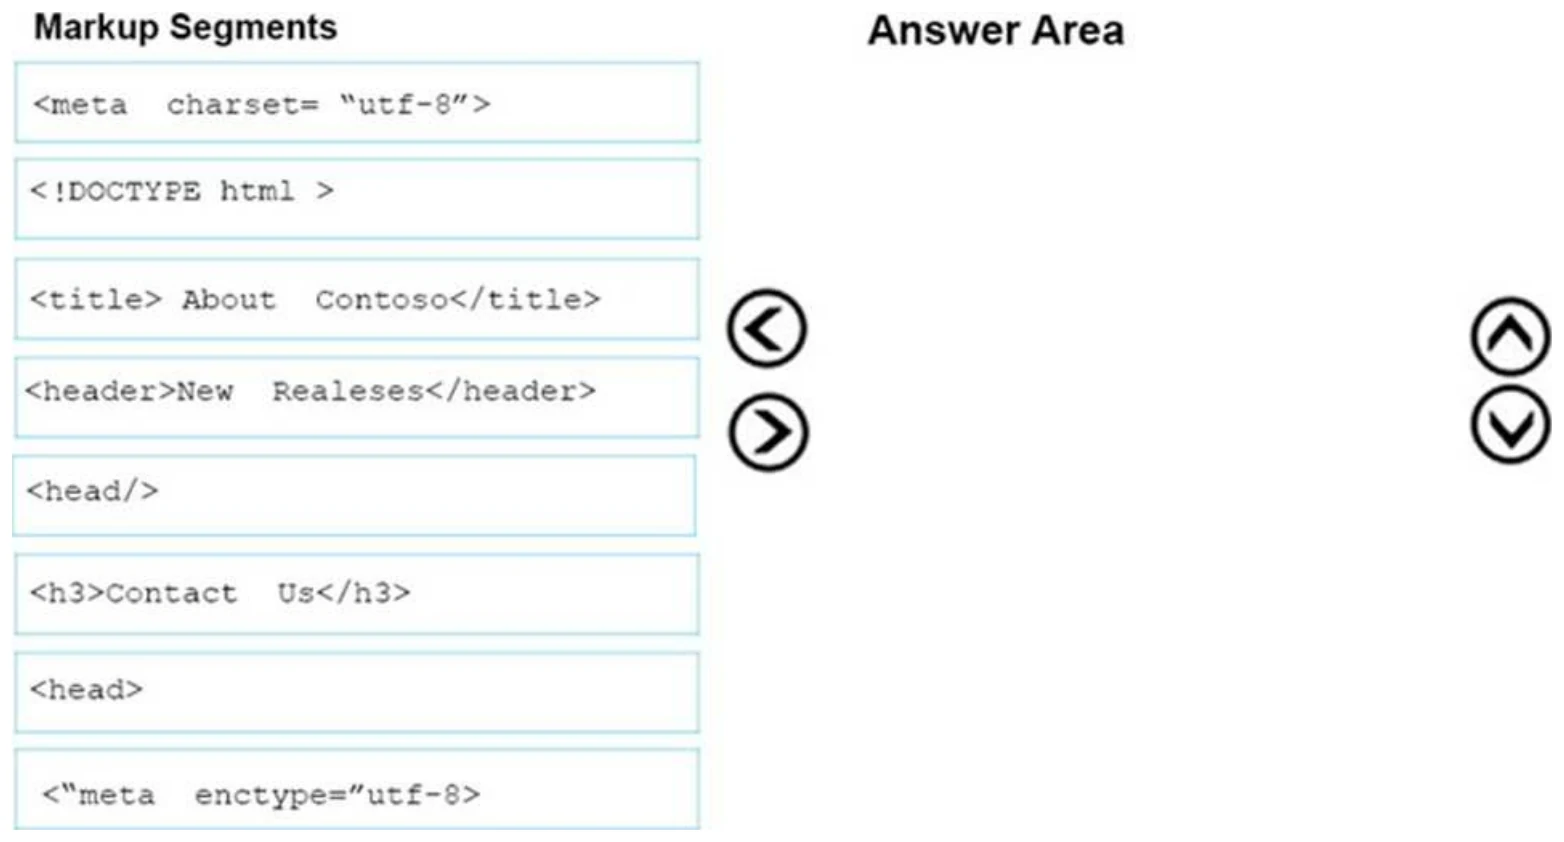 Markup Segments
Answer Area
<meta charset= “utf-8”>
<!DOCTYPE html >
<title> About Contoso</title>
<header>New Realeses</header>
<head/>
<h3>Contact Us</h3>
<head>
<“meta enctype=”utf-8>